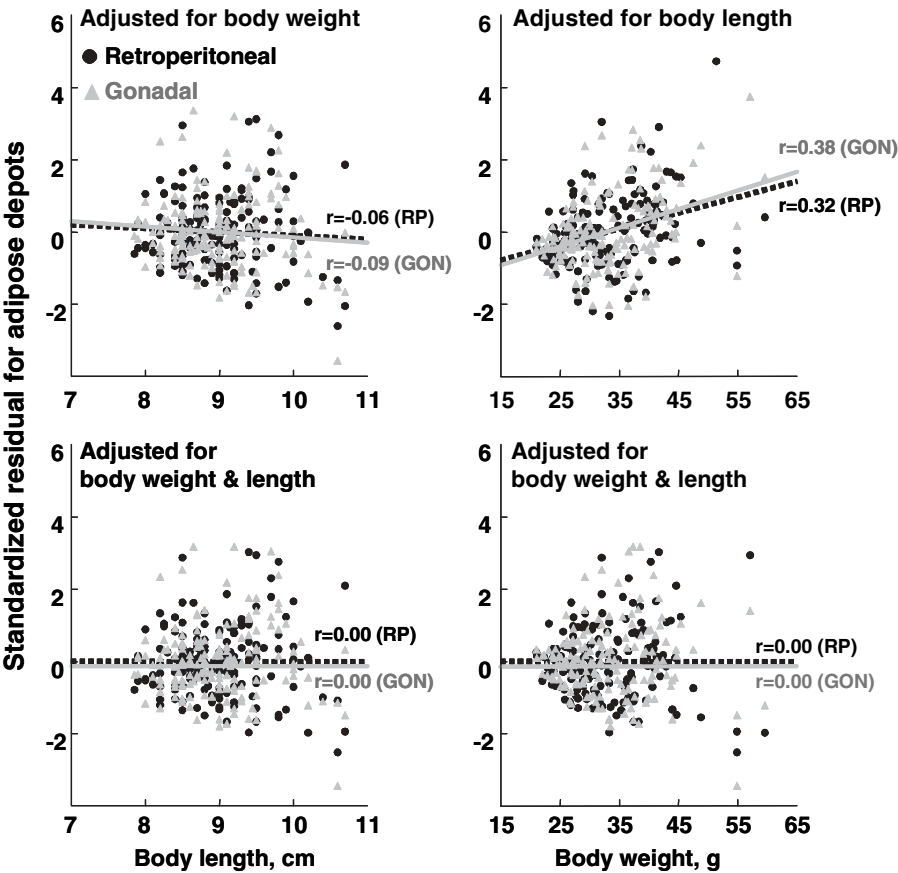 Standardized residual for adipose depots
Adjusted for body weight
Retroperitoneal
Gonadal
6
4
2
0
-2
r=-0.06 (RP)
r=-0.09 (GON)
7 8 9 10 11
Adjusted for body length
6
4
2
0
-2
r=0.38 (GON)
r=0.32 (RP)
15 25 35 45 55 65
Adjusted for
body weight & length
6
4
2
0
-2
r=0.00 (RP)
r=0.00 (GON)
7 8 9 10 11
Body length, cm
Adjusted for
body weight & length
6
4
2
0
-2
r=0.00 (RP)
r=0.00 (GON)
15 25 35 45 55 65
Body weight, g